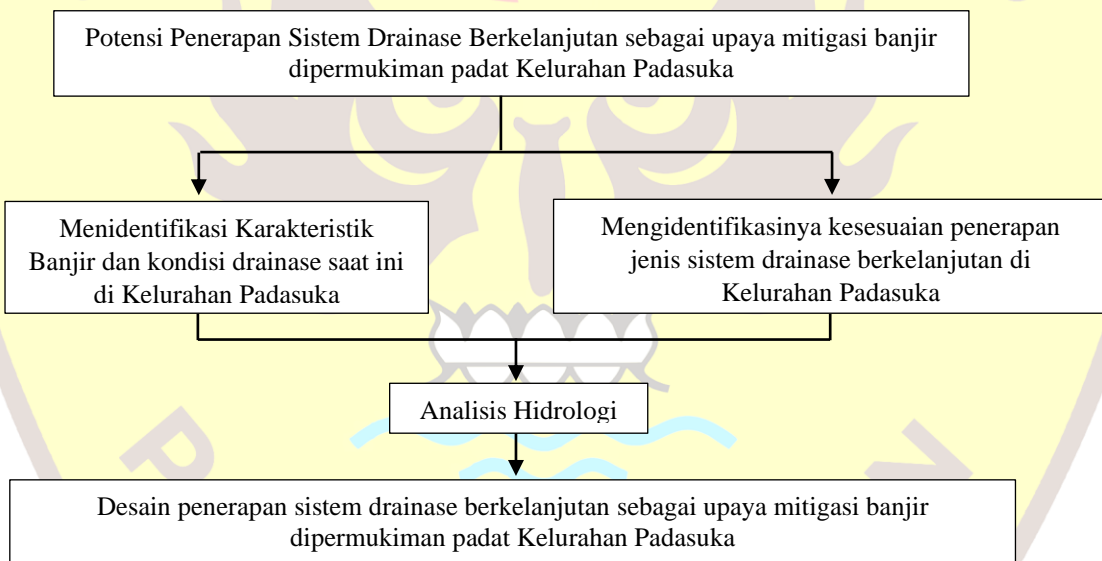 Potensi Penerapan Sistem Drainase Berkelanjutan sebagai upaya mitigasi banjir
dipermukiman padat Kelurahan Padasuka
Menidentifikasi Karakteristik
Banjir dan kondisi drainase saat ini
di Kelurahan Padasuka
Mengidentifikasinya kesesuaian penerapan
jenis sistem drainase berkelanjutan di
Kelurahan Padasuka
Analisis Hidrologi
Desain penerapan sistem drainase berkelanjutan sebagai upaya mitigasi banjir
dipermukiman padat Kelurahan Padasuka